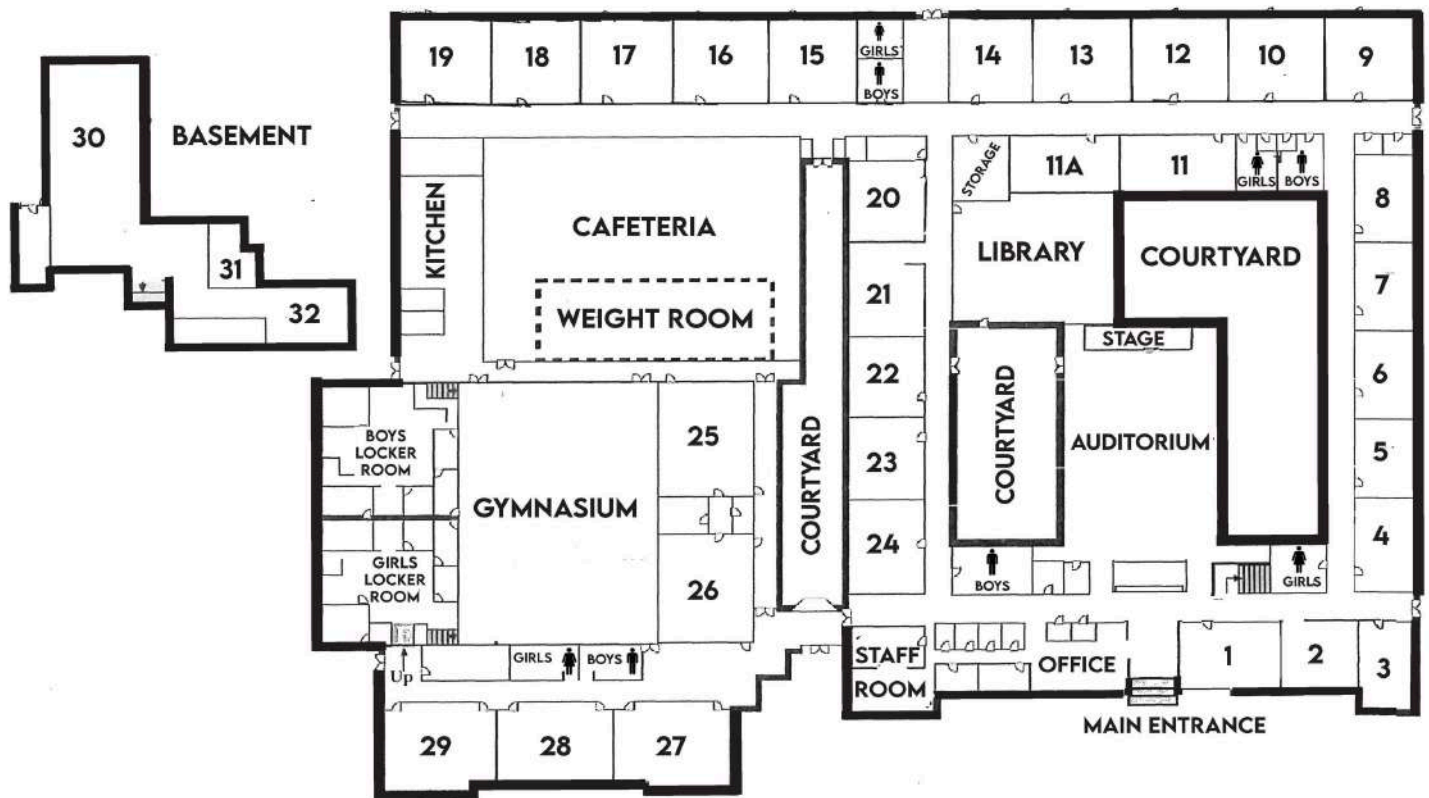 19
18
17
16
15
GIRLS
BOYS
14
13
12
10
9
30
BASEMENT
31
32
KITCHEN
CAFETERIA
WEIGHT ROOM
20
21
22
23
24
STORAGE
11A
11
GIRLS
BOYS
LIBRARY
COURTYARD
STAGE
COURTYARD
AUDITORIUM
8
7
6
5
4
BOYS
LOCKER
ROOM
GYMNASIUM
25
26
COURTYARD
GIRLS
LOCKER
ROOM
BOYS
GIRLS
Up
GIRLS
BOYS
STAFF
ROOM
OFFICE
1
2
3
MAIN ENTRANCE
29
28
27